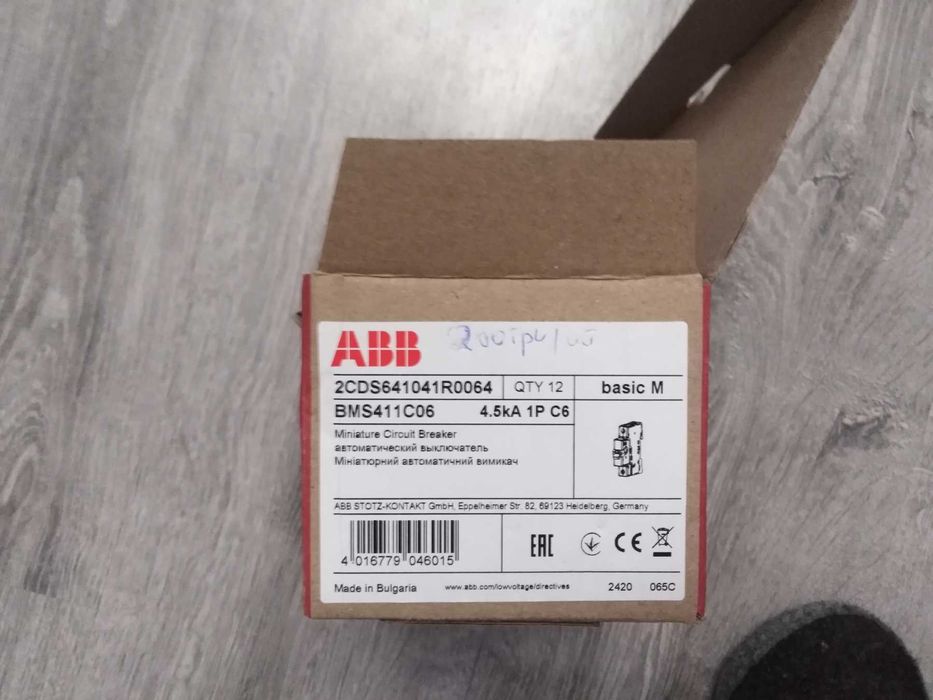 ABB
2CDS641041R0064 QTY 12 basic M
BMS411C06 4.5kA 1P C6
Miniature Circuit Breaker
автоматический выключатель
Мініатюрний автоматичний вимикач
ABB STOTZ-KONTAKT GmbH, Eppelheimer Str. 82, 69123 Heidelberg, Germany
4 016779 046015
EAC CE
Made in Bulgaria www.abb.com/lowvoltage/directives 2420 065C